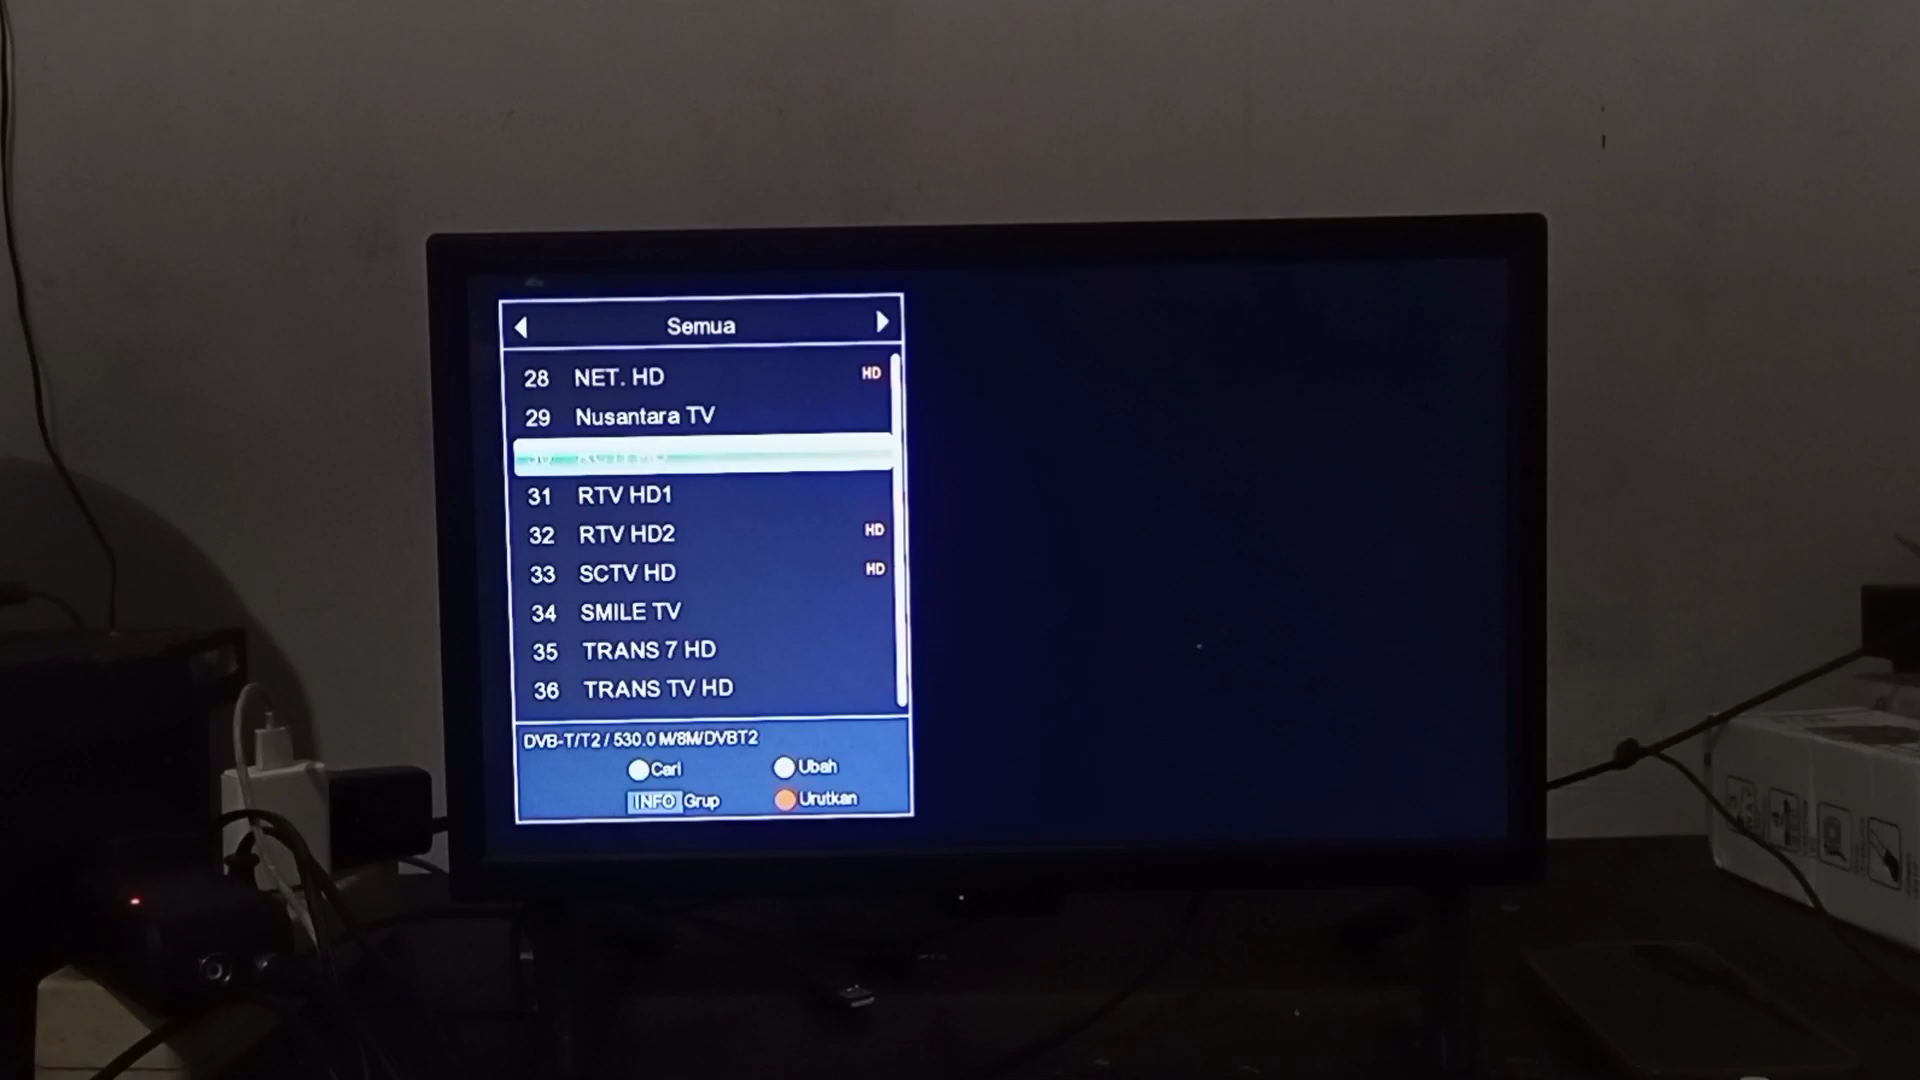 Semua
28 NET. HD HD
29 Nusantara TV
31 RTV HD1
32 RTV HD2 HD
33 SCTV HD HD
34 SMILE TV
35 TRANS 7 HD
36 TRANS TV HD
DVB-T/T2 / 530.0 M/8M/DVBT2
Cari Ubah
INFO Grup Urutkan